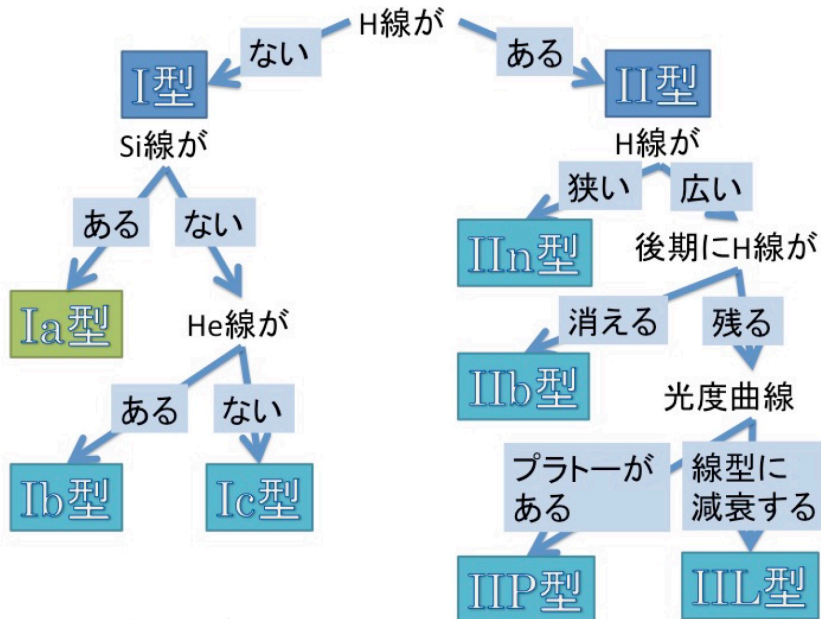 H線が
ない
ある
I型
II型
Si線が
H線が
ある
ない
狭い
広い
IIn型
後期にH線が
Ia型
He線が
消える
残る
IIb型
光度曲線
ある
ない
プラトーが
ある
線型に
減衰する
Ib型
Ic型
IIP型
IIL型